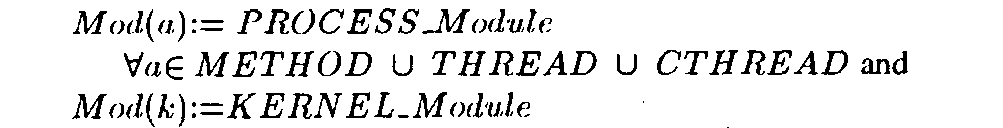 Mod(a):= PROCESS_Module
∀a∈ METHOD ∪ THREAD ∪ CTHREAD and
Mod(k):=KERNEL_Module